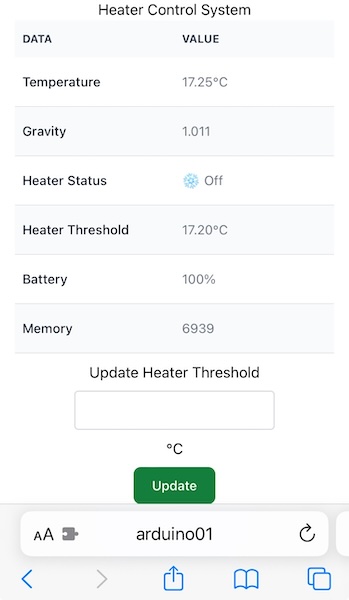 Heater Control System
DATA VALUE
Temperature 17.25°C
Gravity 1.011
Heater Status Off
Heater Threshold 17.20°C
Battery 100%
Memory 6939
Update Heater Threshold
°C
Update
AA arduino01